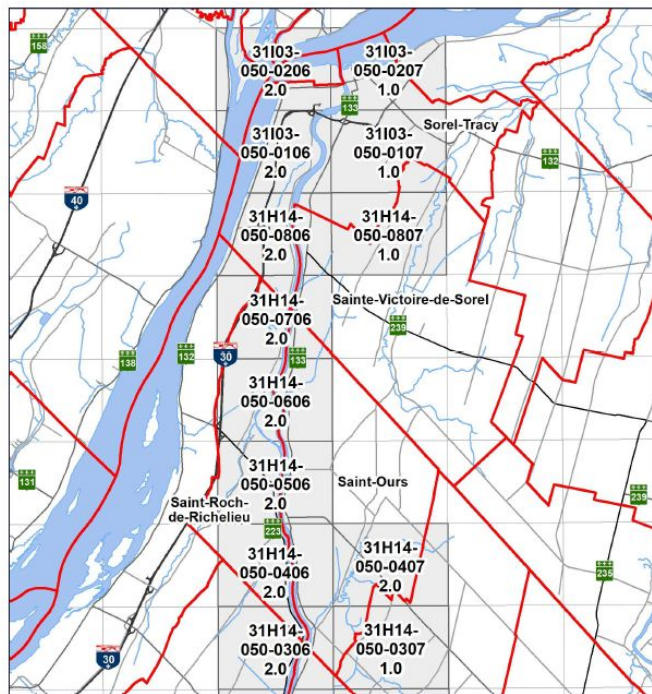 158
31I03-
050-0206
2.0
31I03-
050-0207
1.0
133
Sorel-Tracy
31I03-
050-0106
2.0
31I03-
050-0107
1.0
132
40
31H14-
050-0806
2.0
31H14-
050-0807
1.0
Sainte-Victoire-de-Sorel
31H14-
050-0706
2.0
239
138
132
30
133
31H14-
050-0606
2.0
31H14-
050-0506
2.0
Saint-Ours
131
Saint-Roch-
de-Richelieu
239
223
31H14-
050-0406
2.0
31H14-
050-0407
2.0
235
31H14-
050-0306
2.0
31H14-
050-0307
1.0
30